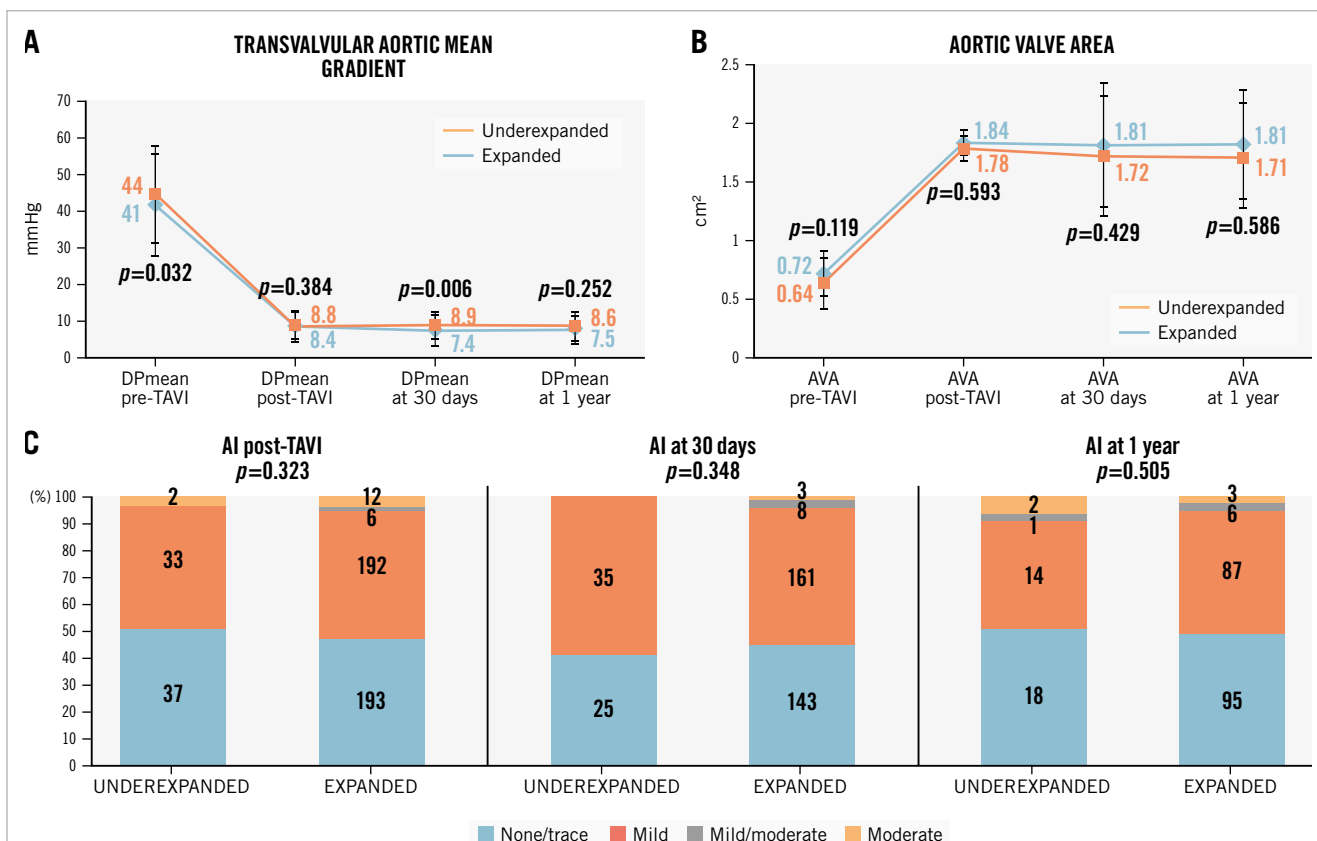 A
TRANSVALVULAR AORTIC MEAN
GRADIENT
70
60
50
40
30
20
10
0
mmHg
Underexpanded
Expanded
44
41
p=0.032
p=0.384
8.8
8.4
p=0.006
8.9
7.4
p=0.252
8.6
7.5
DPmean
pre-TAVI
DPmean
post-TAVI
DPmean
at 30 days
DPmean
at 1 year
B
AORTIC VALVE AREA
2.5
2
1.5
1
0.5
0
cm²
p=0.119
0.72
0.64
1.84
1.78
p=0.593
1.81
1.72
p=0.429
1.81
1.71
p=0.586
Underexpanded
Expanded
AVA
pre-TAVI
AVA
post-TAVI
AVA
at 30 days
AVA
at 1 year
C
AI post-TAVI
p=0.323
AI at 30 days
p=0.348
AI at 1 year
p=0.505
(%) 100
90
80
70
60
50
40
30
20
10
0
2
33
37
12
6
192
193
35
25
3
8
161
143
2
1
14
18
3
6
87
95
UNDEREXPANDED
EXPANDED
UNDEREXPANDED
EXPANDED
UNDEREXPANDED
EXPANDED
None/trace
Mild
Mild/moderate
Moderate